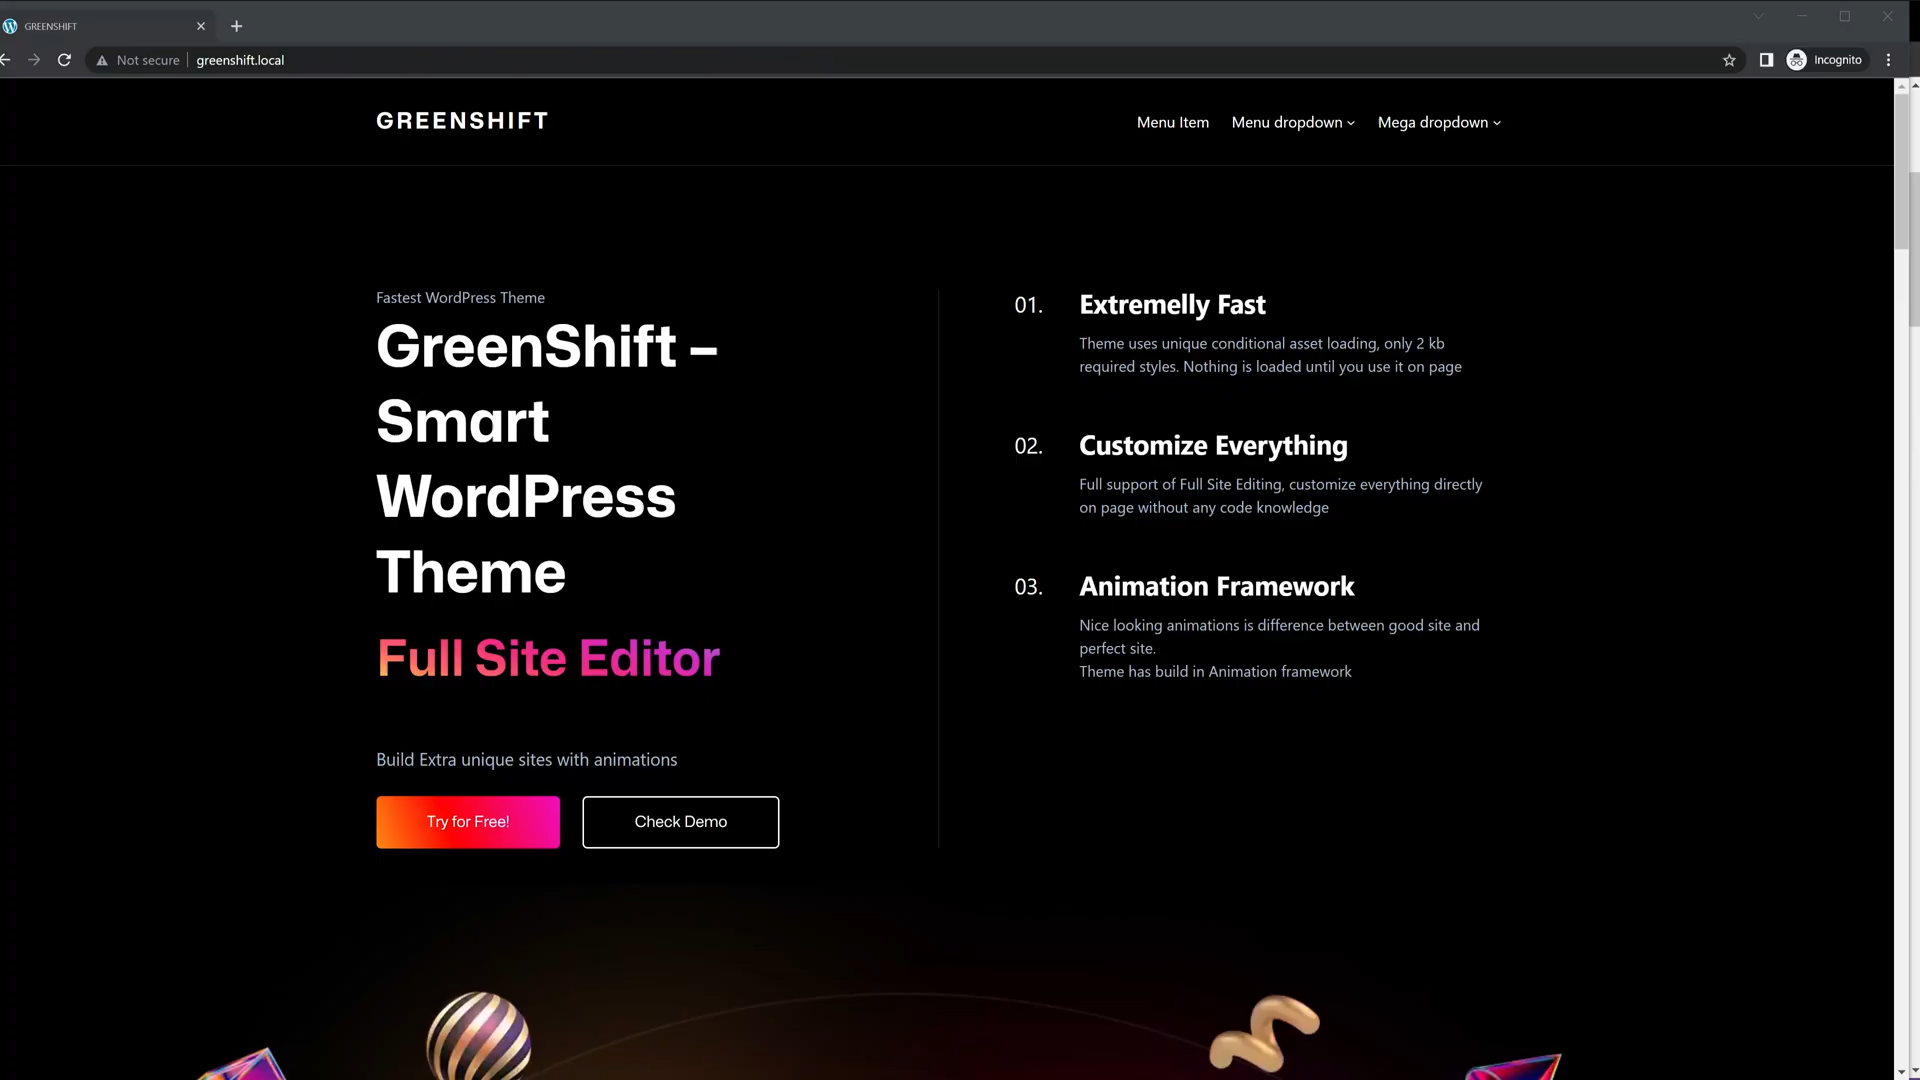 GREENSHIFT
Not secure greenshift.local Incognito
GREENSHIFT
Menu Item Menu dropdown Mega dropdown
Fastest WordPress Theme
GreenShift –
Smart
WordPress
Theme
Full Site Editor
Build Extra unique sites with animations
Try for Free! Check Demo
01. Extremelly Fast
Theme uses unique conditional asset loading, only 2 kb
required styles. Nothing is loaded until you use it on page
02. Customize Everything
Full support of Full Site Editing, customize everything directly
on page without any code knowledge
03. Animation Framework
Nice looking animations is difference between good site and
perfect site.
Theme has build in Animation framework